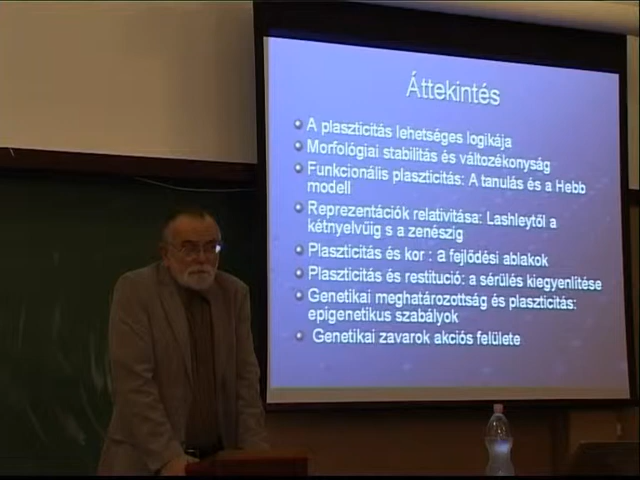 Áttekintés
A plaszticitás lehetséges logikája
Morfológiai stabilitás és változékonyság
Funkcionális plaszticitás: A tanulás és a Hebb
modell
Reprezentációk relativitása: Lashleytől a
kétnyelvűig s a zenészig
Plaszticitás és kor : a fejlődési ablakok
Plaszticitás és restitució: a sérülés kiegyenlítése
Genetikai meghatározottság és plaszticitás:
epigenetikus szabályok
Genetikai zavarok akciós felülete